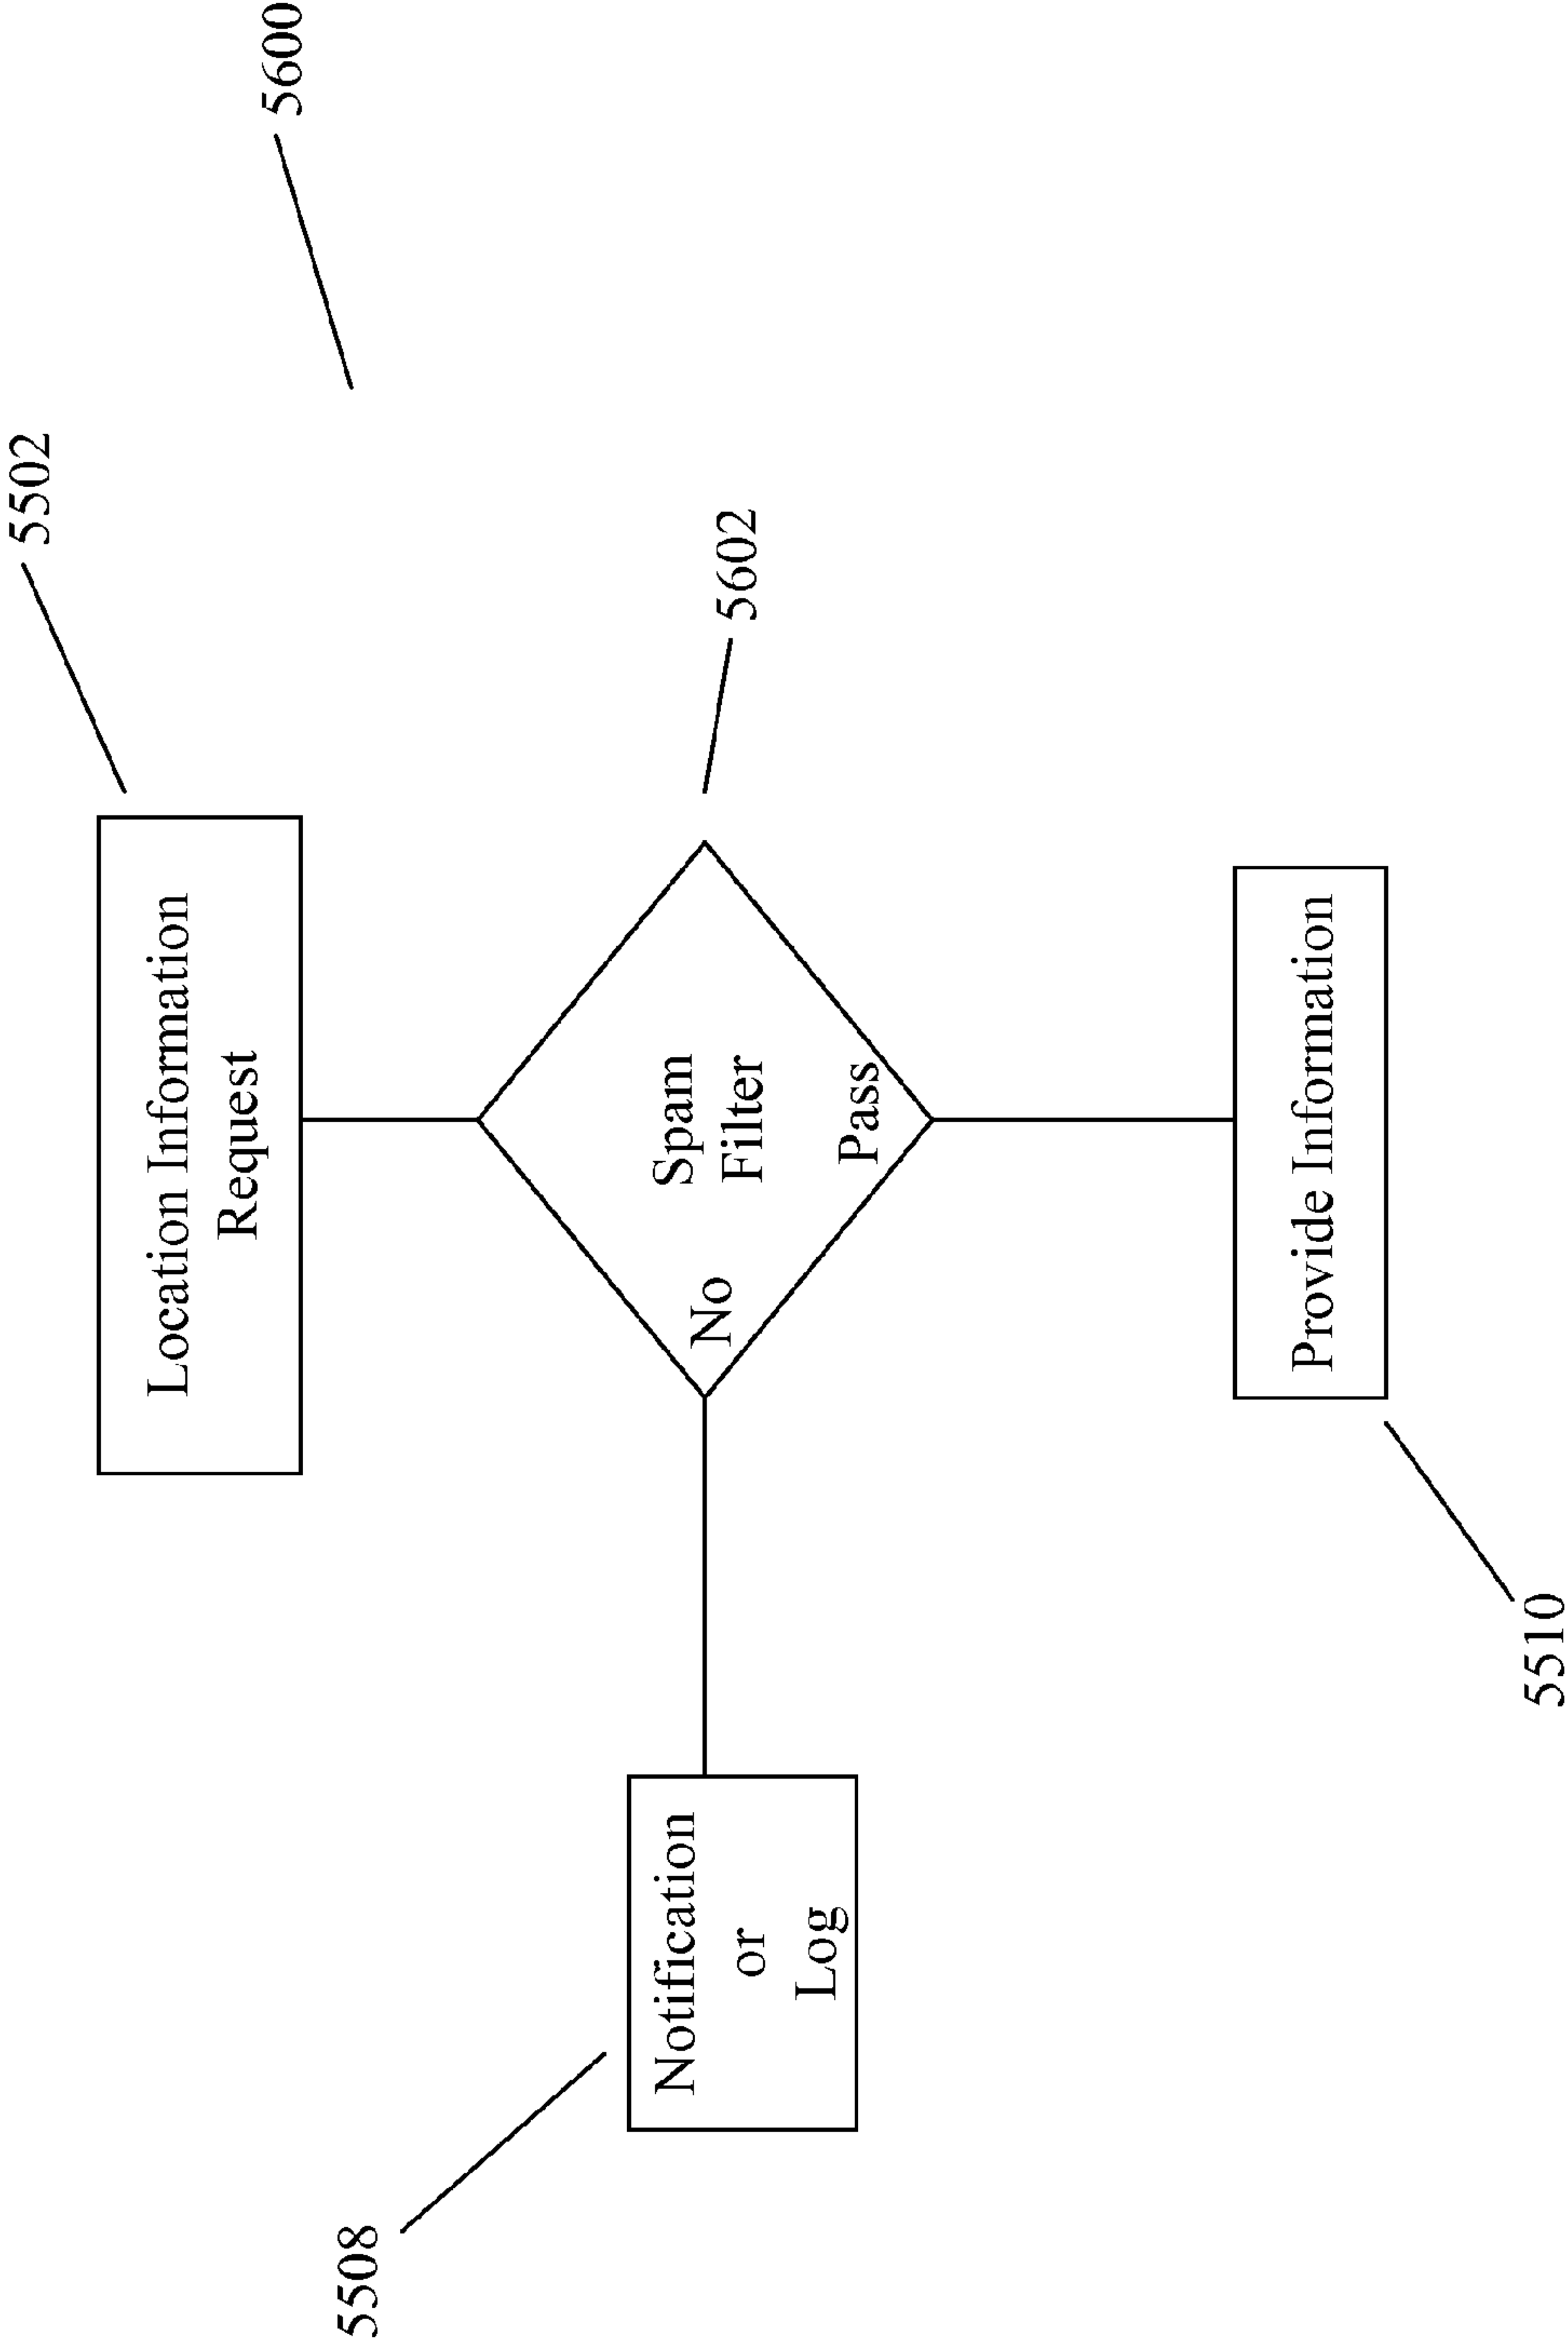 5502
5600
Location Information
Request
5602
Spam
Filter
No
Pass
5508
Notification
or
Log
Provide Information
5510